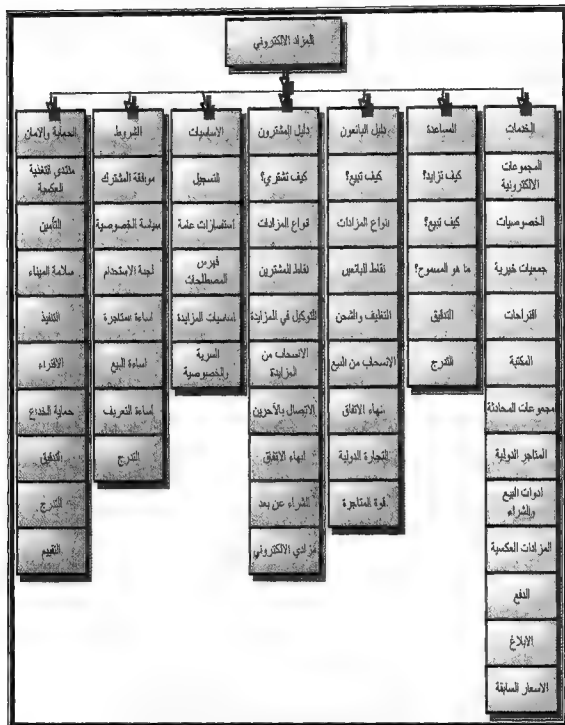 المزاد الالكتروني
الخدمات
المجموعات
الالكترونية
الخصوصيات
جمعيات خيرية
اقتراحات
المكتبة
مجموعات المحادثة
المتاجر الدولية
ادوات البيع
والشراء
المزادات العكسية
الدفع
الابلاغ
الاسعار السابقة
المساعدة
كيف تزايد؟
كيف تبيع؟
ما هو المسموح؟
التدقيق
التدرج
دليل البائعون
كيف تبيع؟
انواع المزادات
نقاط البائعين
التغليف والشحن
الانسحاب من البيع
انهاء الاتفاق
التجارة الدولية
قوة المتاجرة
دليل المشترون
كيف تشتري؟
انواع المزادات
نقاط المشترين
التوكيل في المزايدة
الانسحاب من
المزايدة
الاتصال بالآخرين
انهاء الاتفاق
الشراء عن بعد
مزادي الالكتروني
الاساسيات
التسجيل
استفسارات عامة
فهرس
المصطلحات
اساسيات المزايدة
السرية
والخصوصية
الشروط
موافقة المشترك
سياسة الخصوصية
لجنة الاستخدام
اساءة متاجرة
اساءة البيع
اساءة التعريف
التدرج
الحماية والامان
منتدى التغذية
العكسية
التأمين
سلامة الميناء
التنفيذ
الافتراء
حماية الخداع
التدقيق
التدرج
التقييم